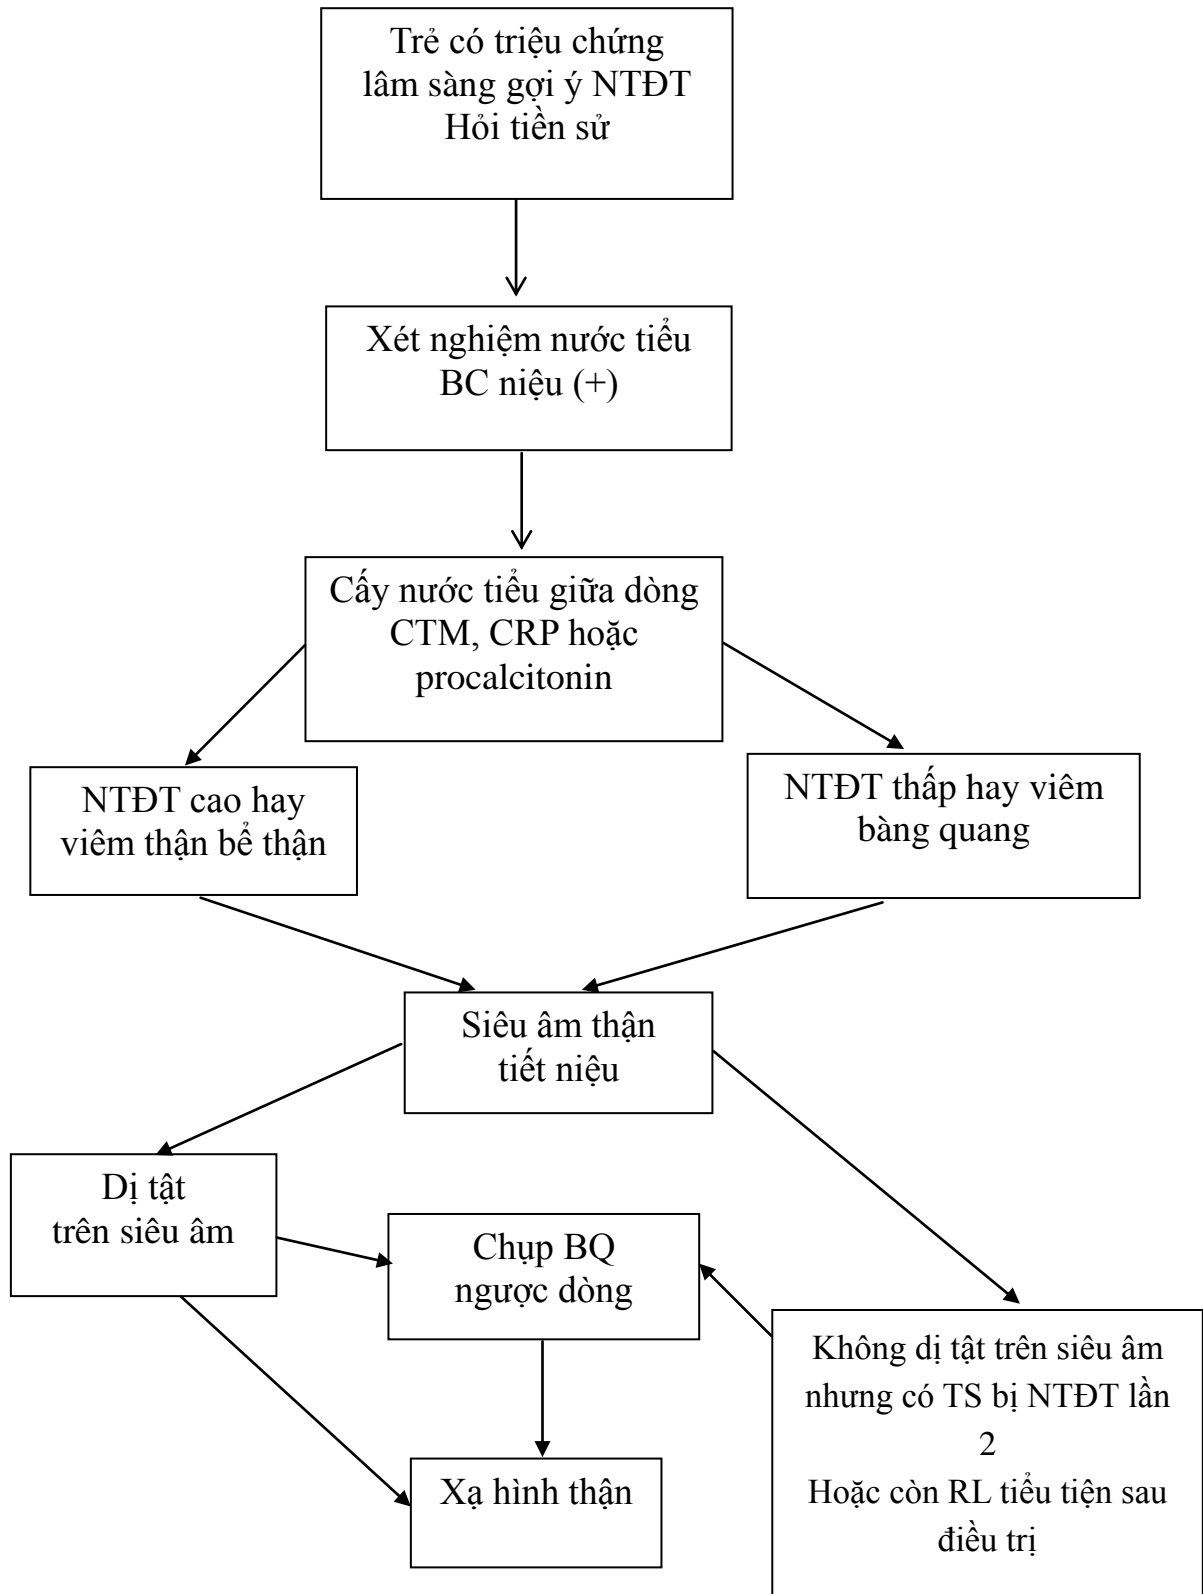 Trẻ có triệu chứng
lâm sàng gợi ý NTĐT
Hỏi tiền sử
Xét nghiệm nước tiểu
BC niệu (+)
Cấy nước tiểu giữa dòng
CTM, CRP hoặc
procalcitonin
NTĐT cao hay
viêm thận bể thận
NTĐT thấp hay viêm
bàng quang
Siêu âm thận
tiết niệu
Dị tật
trên siêu âm
Chụp BQ
ngược dòng
Không dị tật trên siêu âm
nhưng có TS bị NTĐT lần
2
Hoặc còn RL tiểu tiện sau
điều trị
Xạ hình thận